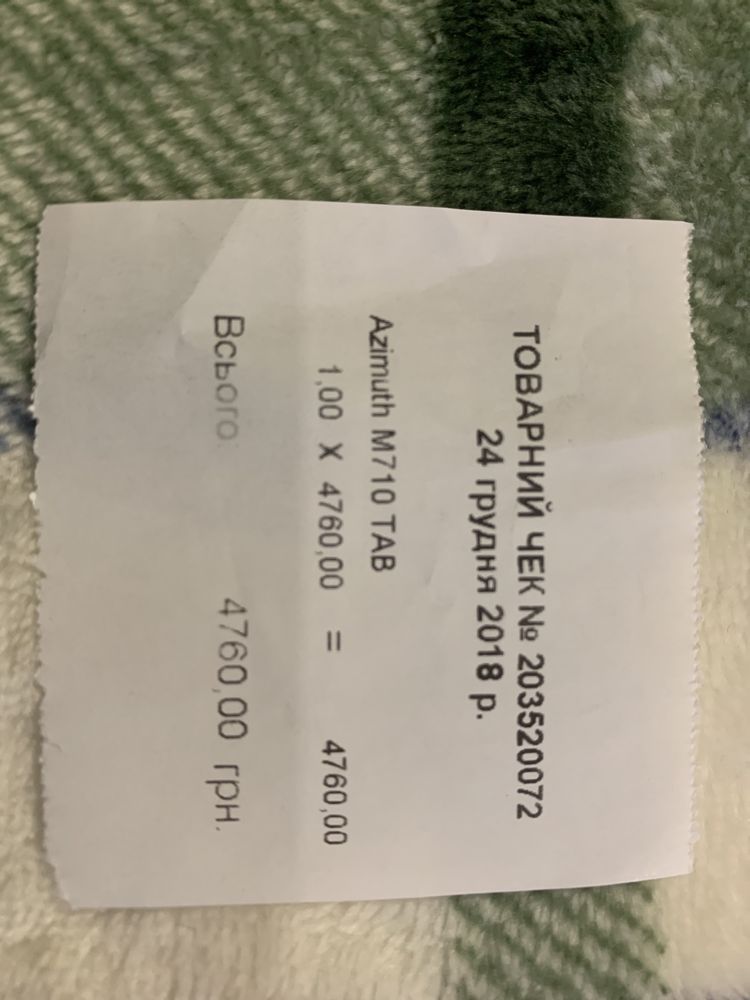 ТОВАРНИЙ ЧЕК № 203520072
24 грудня 2018 р.
Azimuth M710 TAB
1,00 X 4760,00 = 4760,00
Всього: 4760,00 грн.